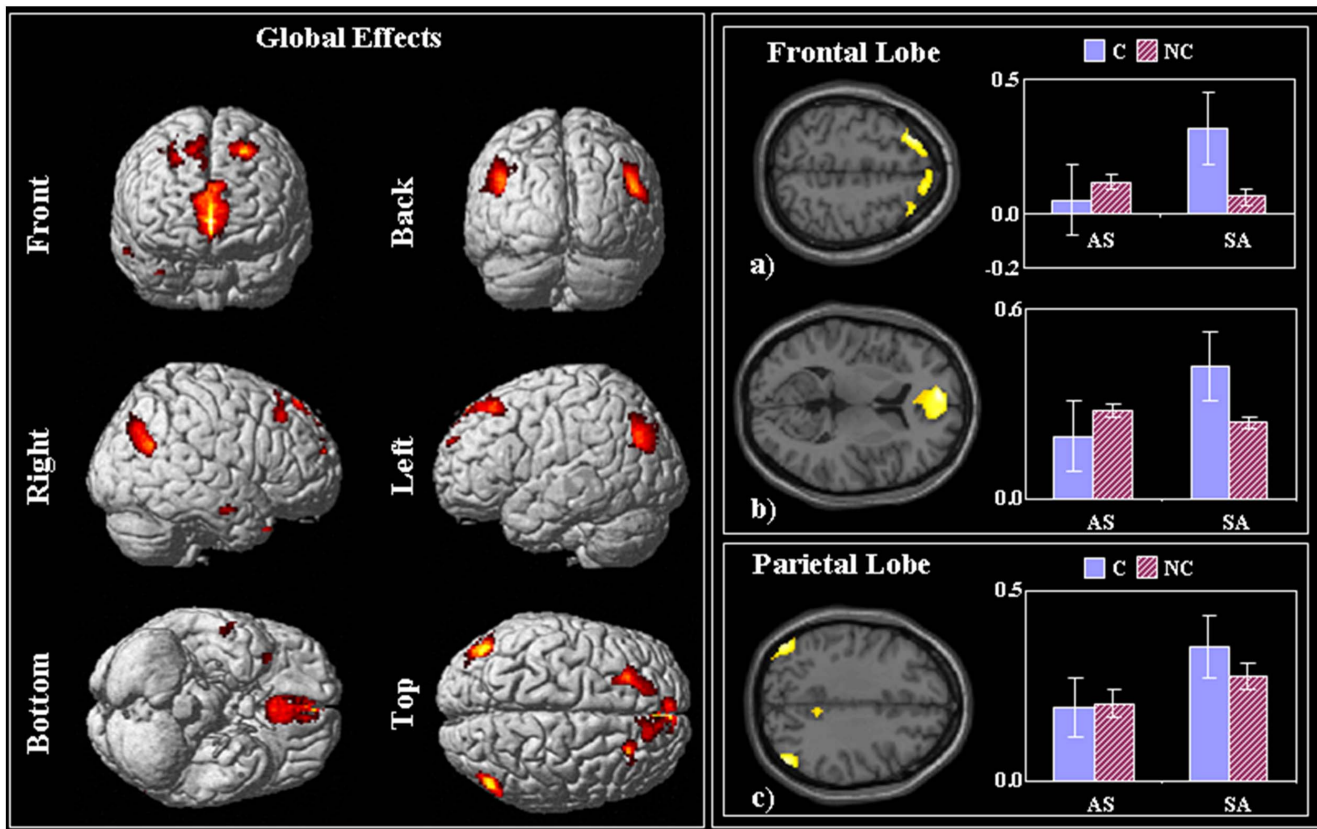 Global Effects
Front
Back
Right
Left
Bottom
Top
Frontal Lobe
C NC
0.5
0.0
-0.2
AS SA
a)
0.6
0.0
AS SA
b)
Parietal Lobe
C NC
0.5
0.0
AS SA
c)